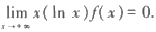 lim x ( ln x ) f ( x ) = 0.
x → + ∞